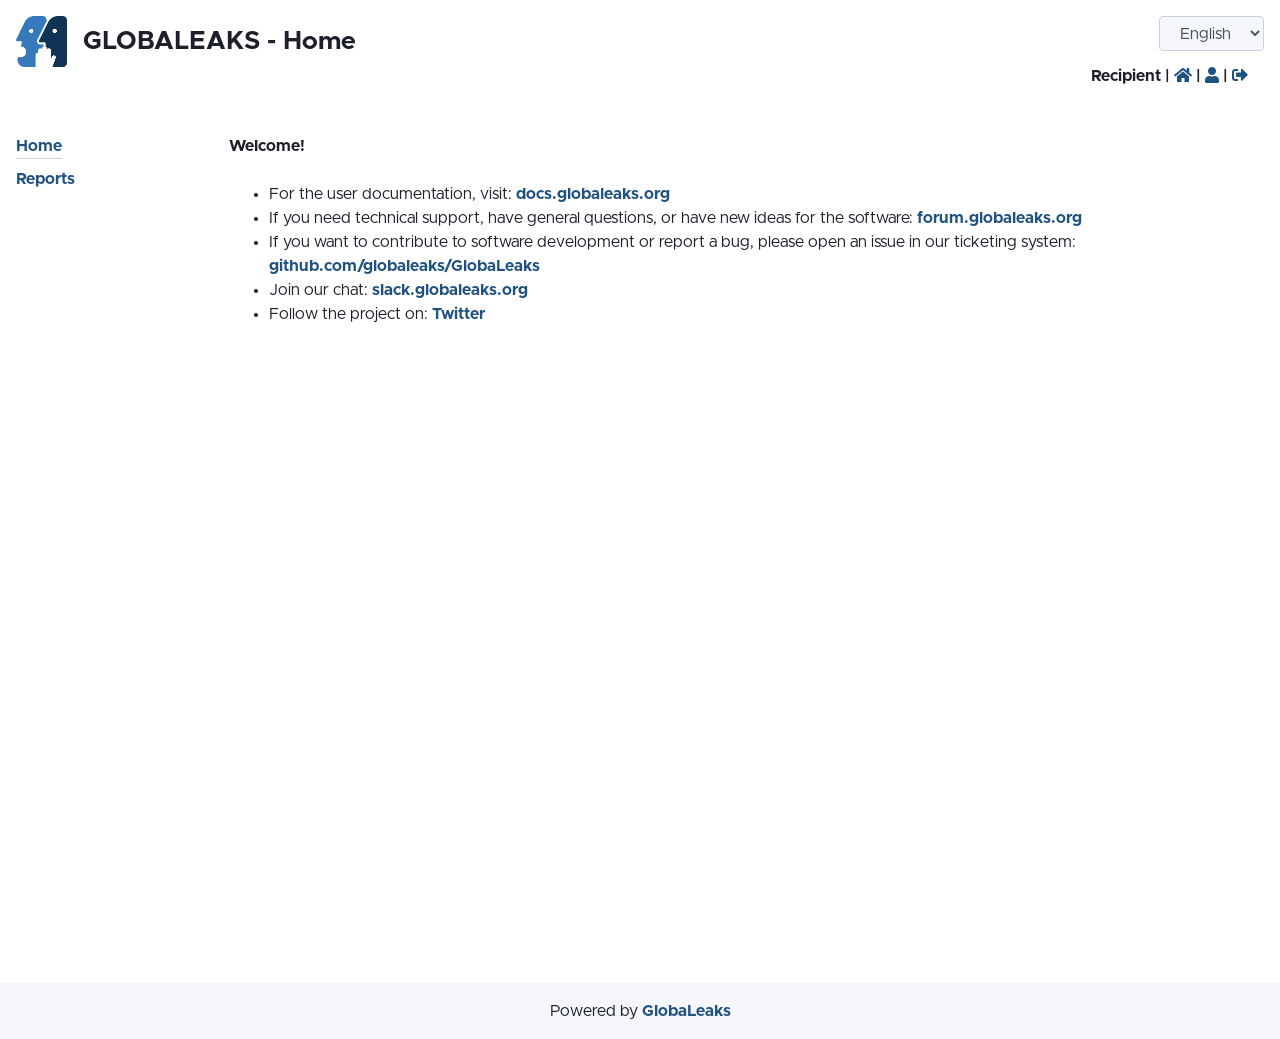 GLOBALEAKS - Home
English
Recipient | | |
Home
Reports
Welcome!
• For the user documentation, visit: docs.globaleaks.org
• If you need technical support, have general questions, or have new ideas for the software: forum.globaleaks.org
• If you want to contribute to software development or report a bug, please open an issue in our ticketing system:
github.com/globaleaks/GlobaLeaks
• Join our chat: slack.globaleaks.org
• Follow the project on: Twitter
Powered by GlobaLeaks